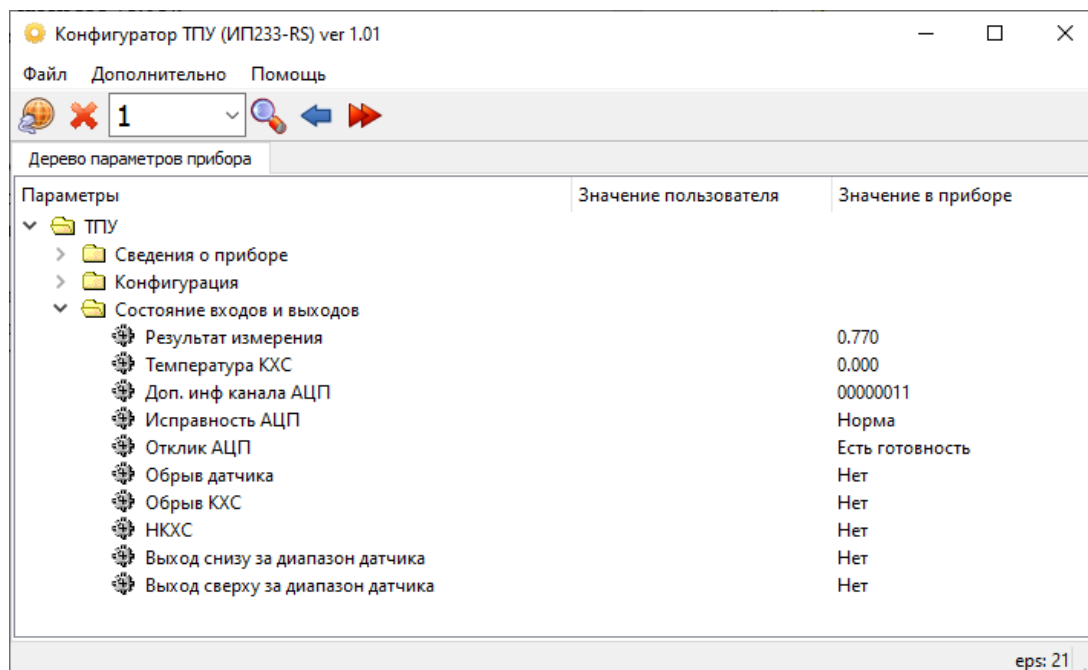 Конфигуратор ТПУ (ИП233-RS) ver 1.01
Файл Дополнительно Помощь
1
Дерево параметров прибора
Параметры Значение пользователя Значение в приборе
ТПУ
Сведения о приборе
Конфигурация
Состояние входов и выходов
Результат измерения 0.770
Температура КХС 0.000
Доп. инф канала АЦП 00000011
Исправность АЦП Норма
Отклик АЦП Есть готовность
Обрыв датчика Нет
Обрыв КХС Нет
НКХС Нет
Выход снизу за диапазон датчика Нет
Выход сверху за диапазон датчика Нет
eps: 21